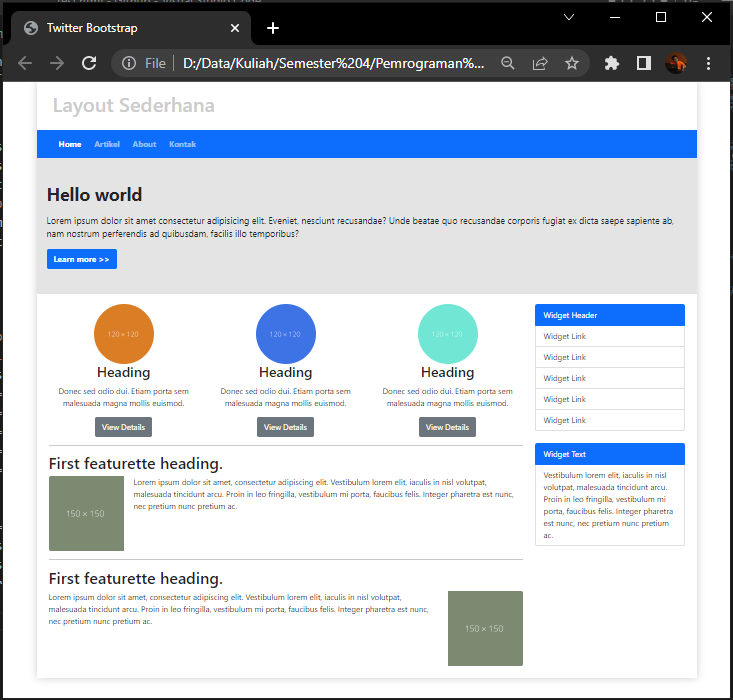 Twitter Bootstrap
File
D:/Data/Kuliah/Semester%204/Pemrograman%...
Layout Sederhana
Home Artikel About Kontak
Hello world
Lorem ipsum dolor sit amet consectetur adipisicing elit. Eveniet, nesciunt recusandae? Unde beatae quo recusandae corporis fugiat ex dicta saepe sapiente ab,
nam nostrum perferendis ad quibusdam, facilis illo temporibus?
Learn more >>
120 × 120
Heading
Donec sed odio dui. Etiam porta sem
malesuada magna mollis euismod.
View Details
120 × 120
Heading
Donec sed odio dui. Etiam porta sem
malesuada magna mollis euismod.
View Details
120 × 120
Heading
Donec sed odio dui. Etiam porta sem
malesuada magna mollis euismod.
View Details
First featurette heading.
150 × 150
Lorem ipsum dolor sit amet, consectetur adipiscing elit. Vestibulum lorem elit, iaculis in nisl volutpat,
malesuada tincidunt arcu. Proin in leo fringilla, vestibulum mi porta, faucibus felis. Integer pharetra est nunc,
nec pretium nunc pretium ac.
First featurette heading.
Lorem ipsum dolor sit amet, consectetur adipiscing elit. Vestibulum lorem elit, iaculis in nisl volutpat,
malesuada tincidunt arcu. Proin in leo fringilla, vestibulum mi porta, faucibus felis. Integer pharetra est nunc,
nec pretium nunc pretium ac.
150 × 150
Widget Header
Widget Link
Widget Link
Widget Link
Widget Link
Widget Link
Widget Text
Vestibulum lorem elit, iaculis in nisl
volutpat, malesuada tincidunt arcu.
Proin in leo fringilla, vestibulum mi
porta, faucibus felis. Integer pharetra
est nunc, nec pretium nunc pretium
ac.